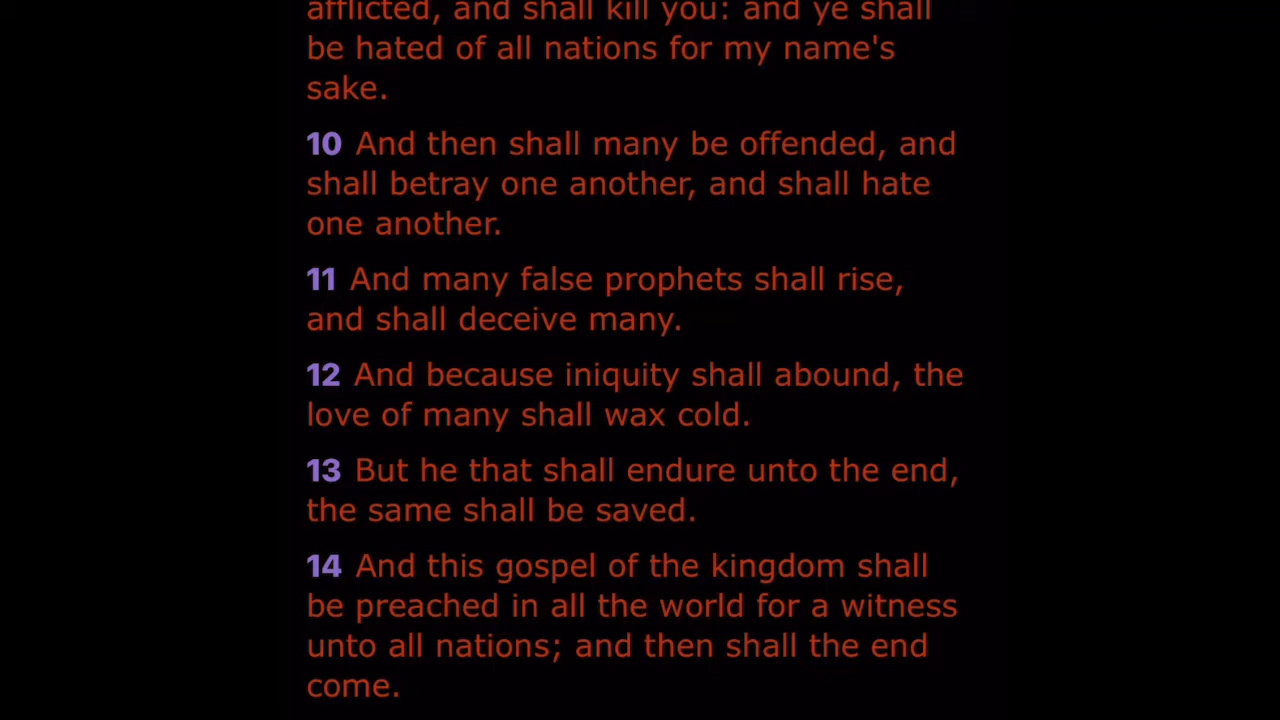 afflicted, and shall kill you: and ye shall
be hated of all nations for my name's
sake.
10 And then shall many be offended, and
shall betray one another, and shall hate
one another.
11 And many false prophets shall rise,
and shall deceive many.
12 And because iniquity shall abound, the
love of many shall wax cold.
13 But he that shall endure unto the end,
the same shall be saved.
14 And this gospel of the kingdom shall
be preached in all the world for a witness
unto all nations; and then shall the end
come.